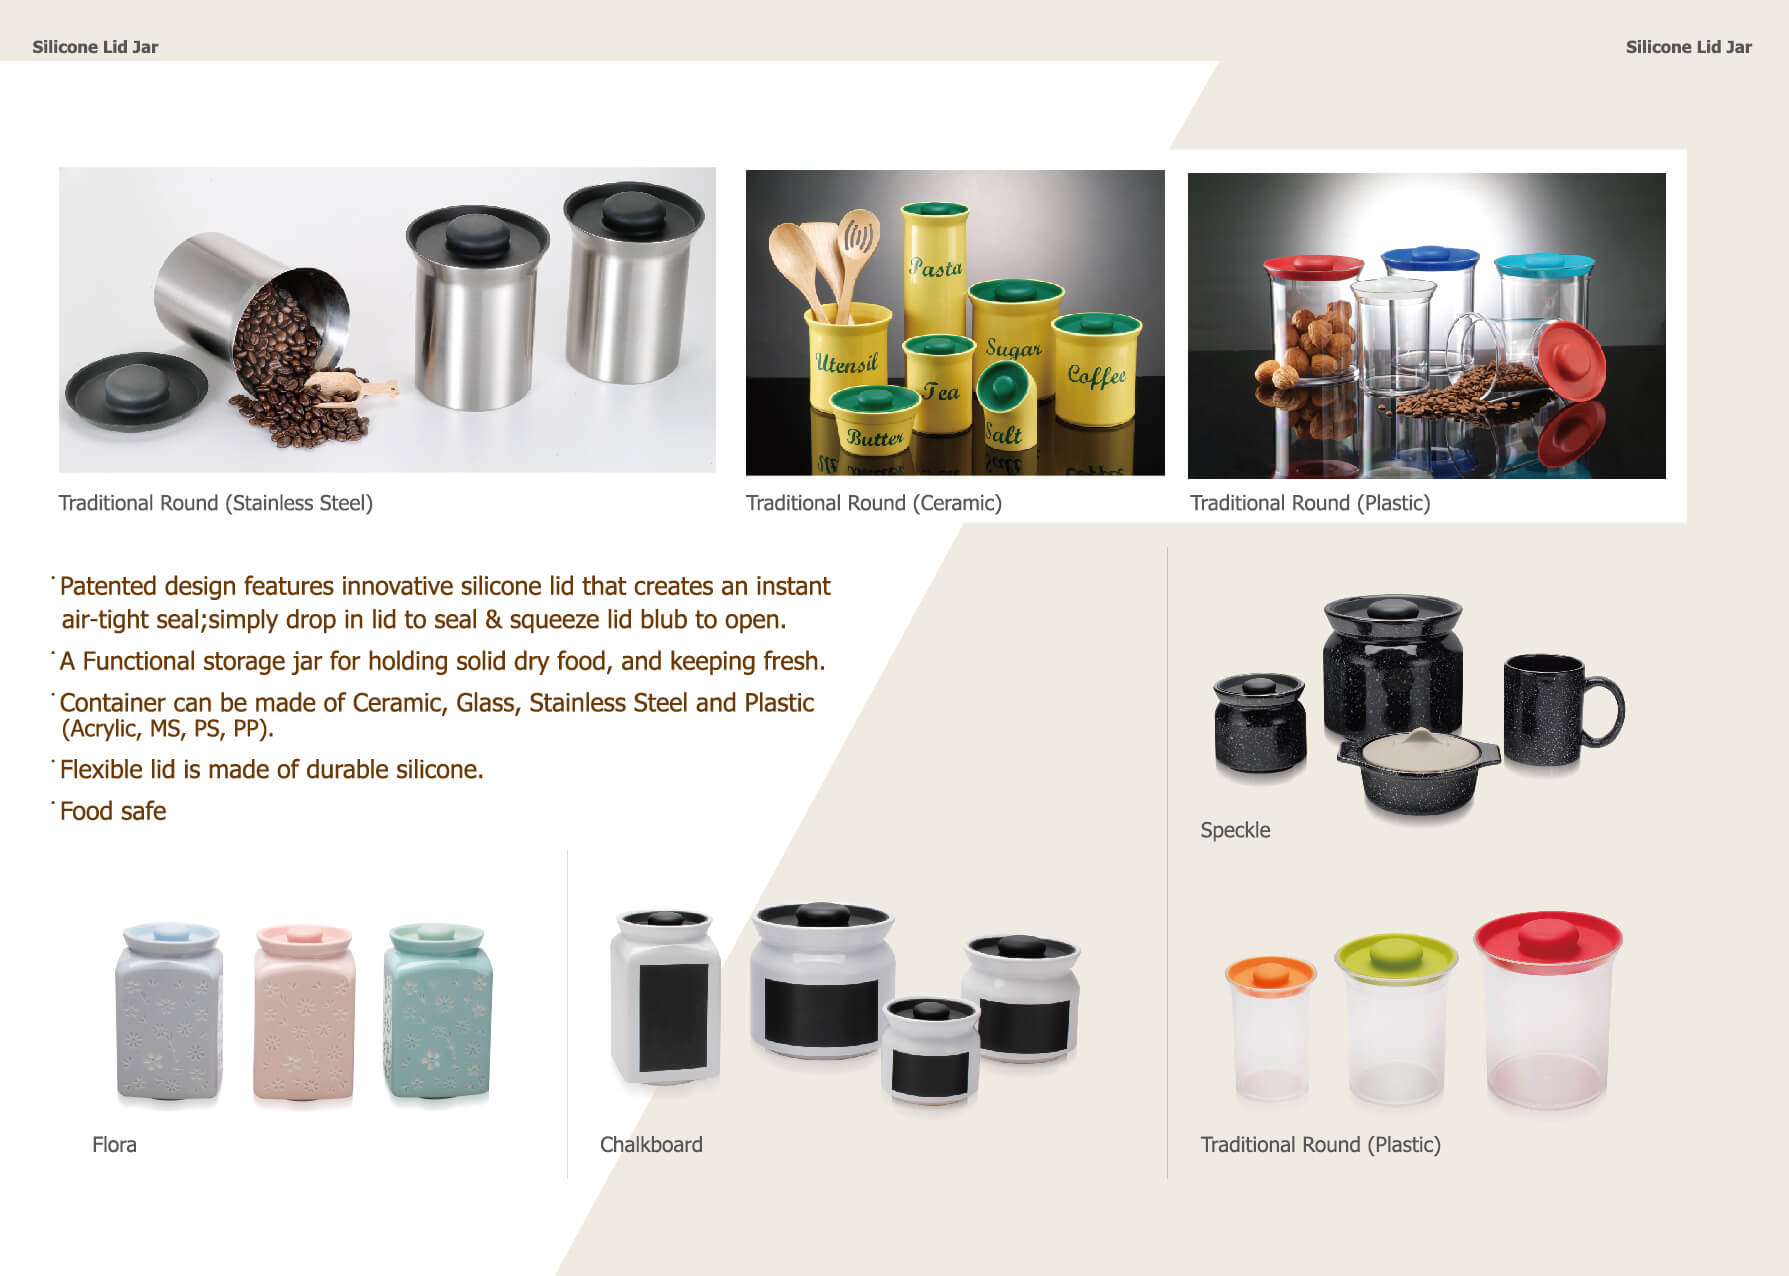 Silicone Lid Jar
Silicone Lid Jar
Pasta
Utensil
Sugar
Tea
Coffee
Butter
Salt
Traditional Round (Stainless Steel)
Traditional Round (Ceramic)
Traditional Round (Plastic)
·Patented design features innovative silicone lid that creates an instant
air-tight seal;simply drop in lid to seal & squeeze lid blub to open.
·A Functional storage jar for holding solid dry food, and keeping fresh.
·Container can be made of Ceramic, Glass, Stainless Steel and Plastic
(Acrylic, MS, PS, PP).
·Flexible lid is made of durable silicone.
·Food safe
Speckle
Flora
Chalkboard
Traditional Round (Plastic)